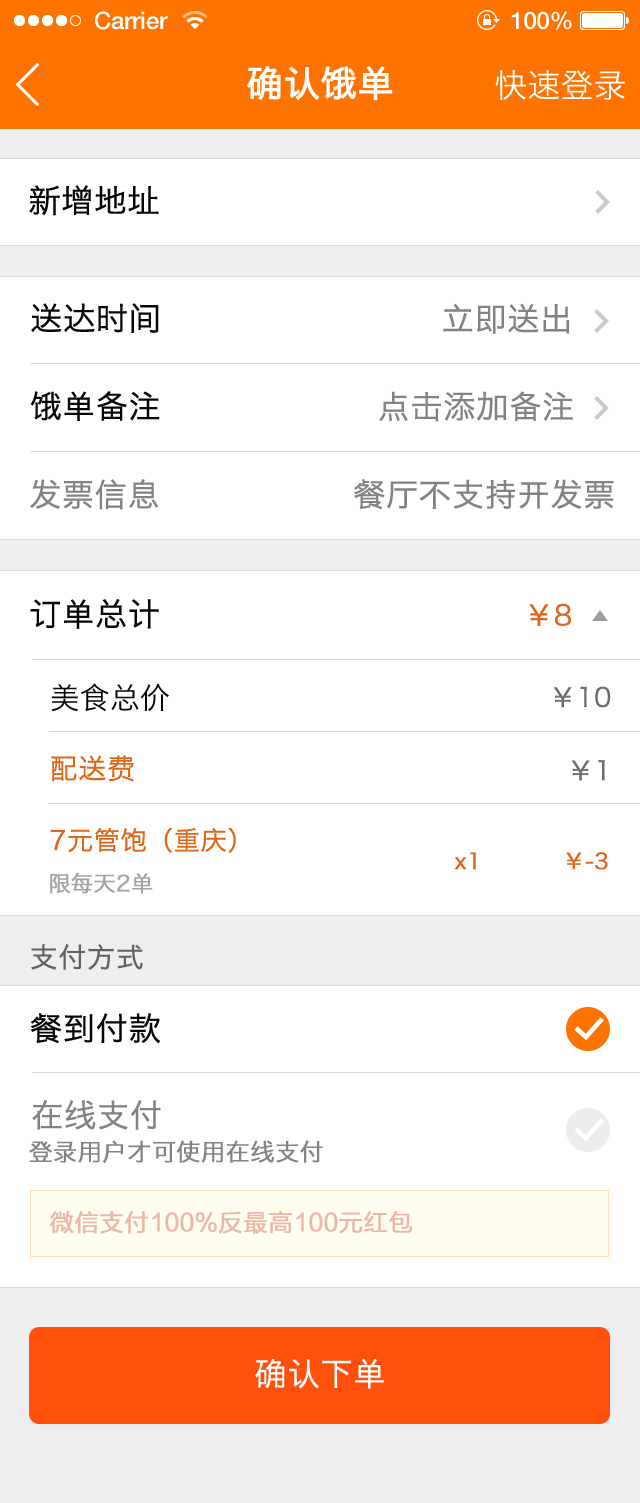 Carrier 100%
确认饿单 快速登录
新增地址
送达时间 立即送出
饿单备注 点击添加备注
发票信息 餐厅不支持开发票
订单总计 ¥8
美食总价 ¥10
配送费 ¥1
7元管饱（重庆） x1 ¥-3
限每天2单
支付方式
餐到付款
在线支付
登录用户才可使用在线支付
微信支付100%反最高100元红包
确认下单